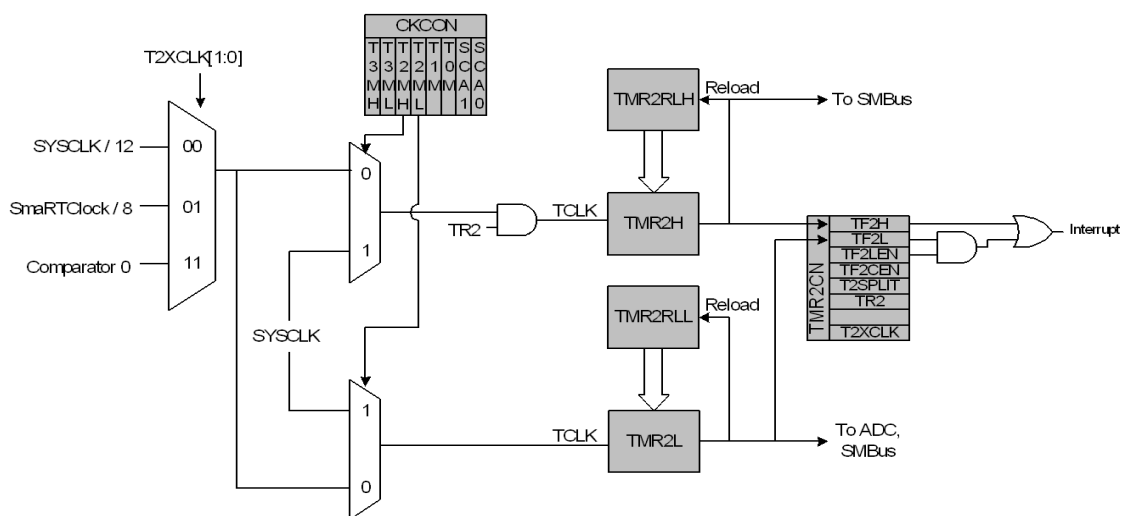 CKCON
T3MH
T3ML
T2MH
T2ML
T1M
T0M
SCA1
SCA0
T2XCLK[1:0]
SYSCLK / 12
00
SmaRTClock / 8
01
Comparator 0
11
0
1
TR2
TCLK
TMR2RLH
Reload
To SMBus
TMR2H
SYSCLK
1
0
TCLK
TMR2RLL
Reload
TMR2L
To ADC,
SMBus
TMR2CN
TF2H
TF2L
TF2LEN
TF2CEN
T2SPLIT
TR2
T2XCLK
Interrupt